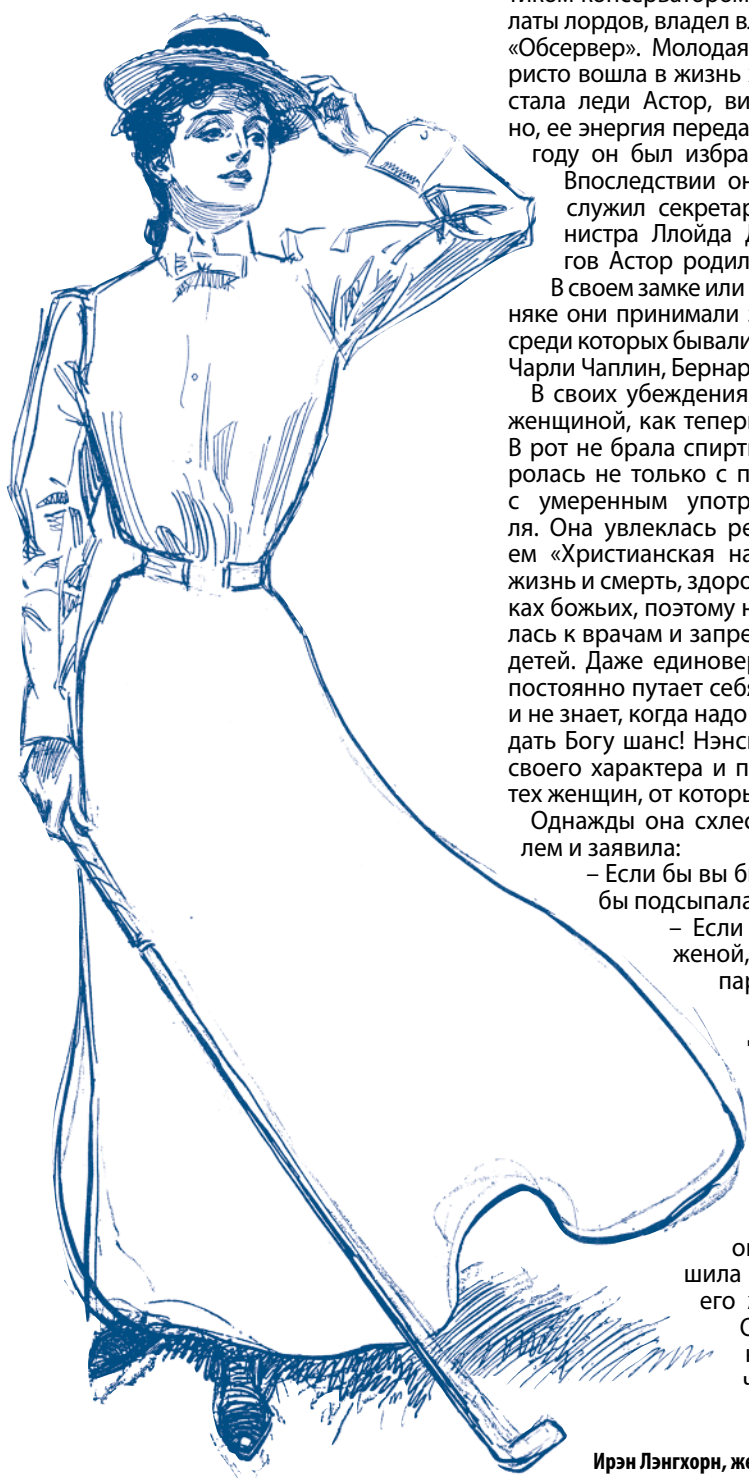 тиком консерватором
латы лордов, владел вл
«Обсервер». Молодая
ристо вошла в жизнь
стала леди Астор, ви
но, ее энергия переда
году он был избра
Впоследствии он
служил секретар
нистра Ллойда Д
гов Астор родил
В своем замке или
няке они принимали
среди которых бывали
Чарли Чаплин, Бернар
В своих убеждения
женщиной, как тепер
В рот не брала спирт
ролась не только с п
с умеренным употр
ля. Она увлеклась ре
ем «Христианская на
жизнь и смерть, здоро
ках божьих, поэтому н
лась к врачам и запре
детей. Даже единовер
постоянно путает себя
и не знает, когда надо
дать Богу шанс! Нэнс
своего характера и п
тех женщин, от которы
Однажды она схлес
лем и заявила:
– Если бы вы б
бы подсыпала
– Если
женой,
пар
шила
его
Ирэн Лэнгхорн, же